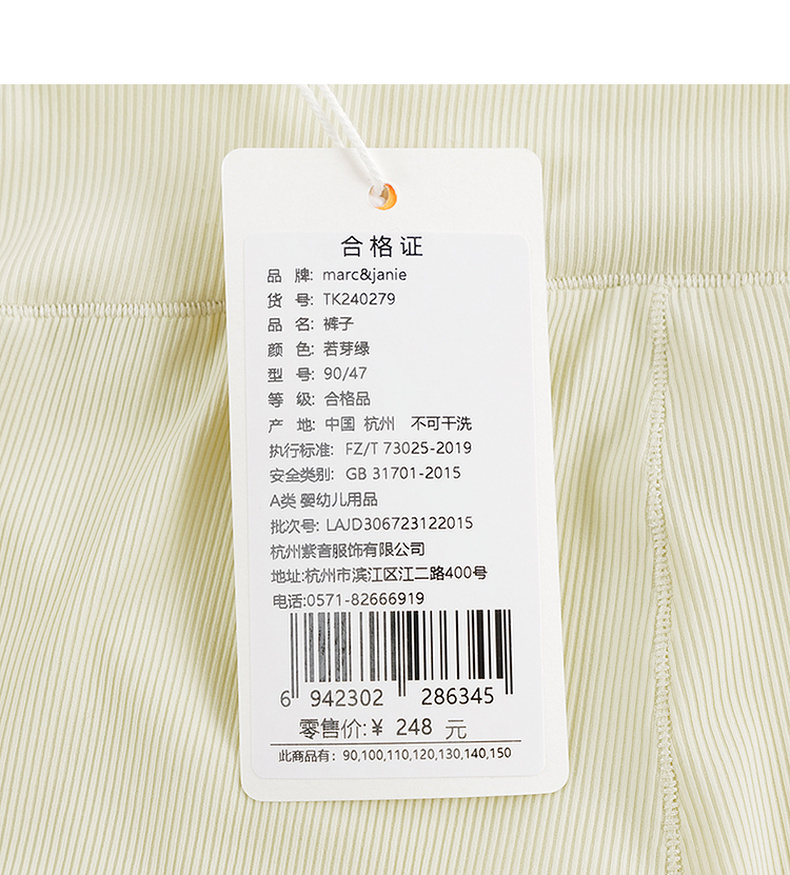 合格证
品 牌: marc&janie
货 号: TK240279
品 名: 裤子
颜 色: 若芽绿
型 号: 90/47
等 级: 合格品
产 地: 中国 杭州 不可干洗
执行标准: FZ/T 73025-2019
安全类别: GB 31701-2015
A类 婴幼儿用品
批次号: LAJD306723122015
杭州紫奞服饰有限公司
地址:杭州市滨江区江二路400号
电话:0571-82666919
6 942302 286345
零售价:¥ 248 元
此商品有: 90,100,110,120,130,140,150